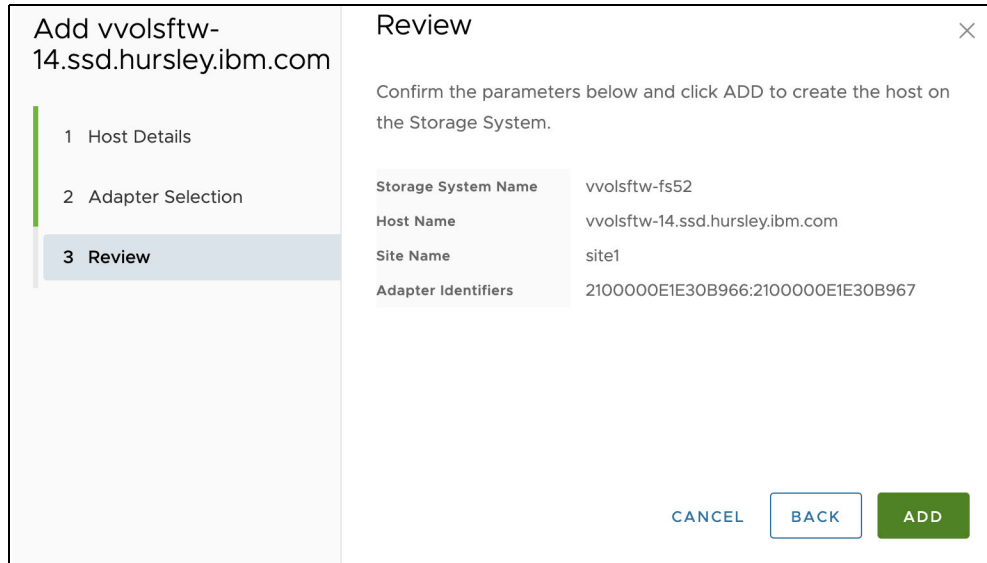 Add vvolsftw-
14.ssd.hursley.ibm.com
1 Host Details
2 Adapter Selection
3 Review
Review
Confirm the parameters below and click ADD to create the host on
the Storage System.
Storage System Name vvolsftw-fs52
Host Name vvolsftw-14.ssd.hursley.ibm.com
Site Name site1
Adapter Identifiers 2100000E1E30B966:2100000E1E30B967
CANCEL BACK ADD